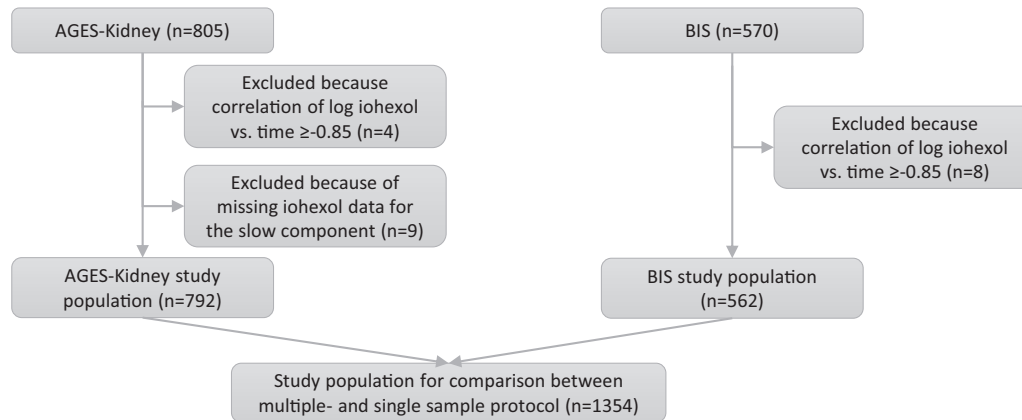 AGES-Kidney (n=805)
BIS (n=570)
Excluded because
correlation of log iohexol
vs. time ≥-0.85 (n=4)
Excluded because
correlation of log iohexol
vs. time ≥-0.85 (n=8)
Excluded because of
missing iohexol data for
the slow component (n=9)
AGES-Kidney study
population (n=792)
BIS study population
(n=562)
Study population for comparison between
multiple- and single sample protocol (n=1354)